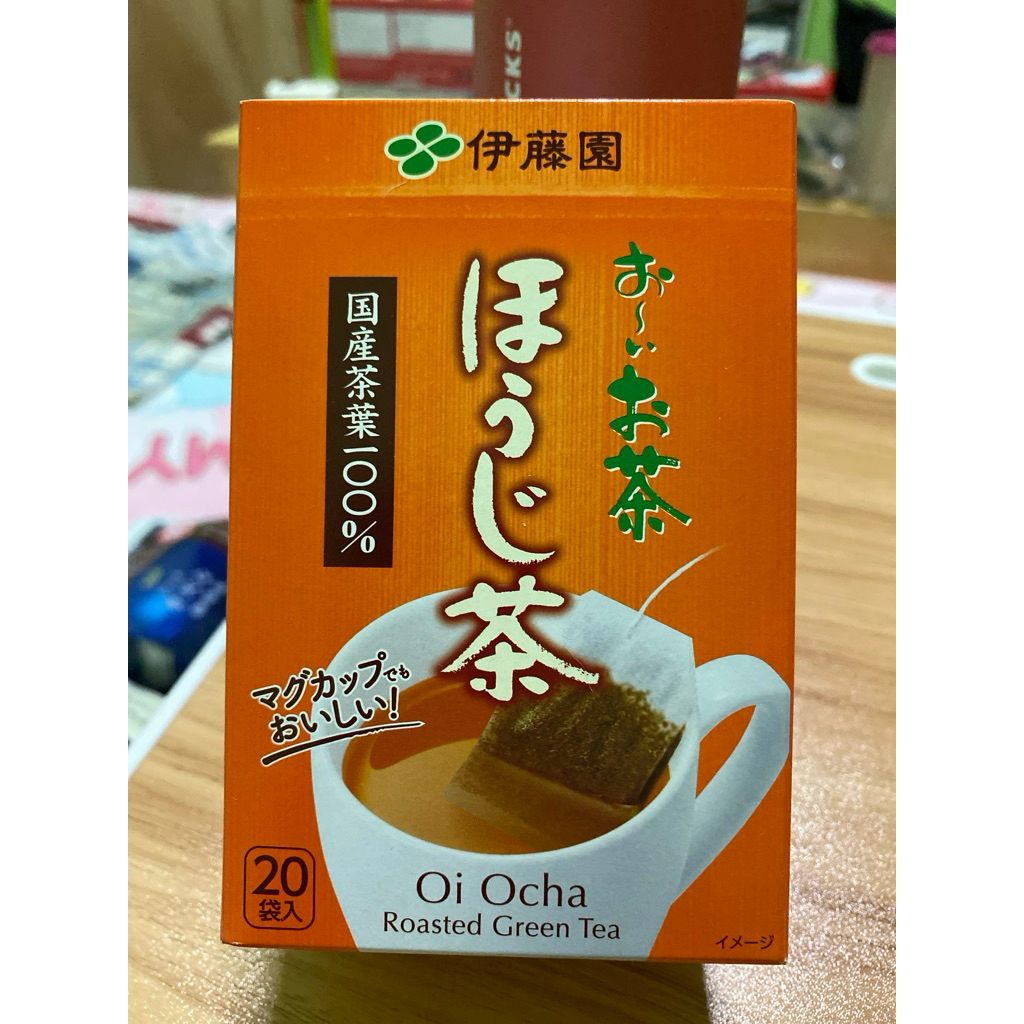 伊藤園
お〜いお茶
ほうじ茶
国産茶葉一〇〇%
マグカップでも
おいしい!
20
袋入
Oi Ocha
Roasted Green Tea
イメージ
CKS